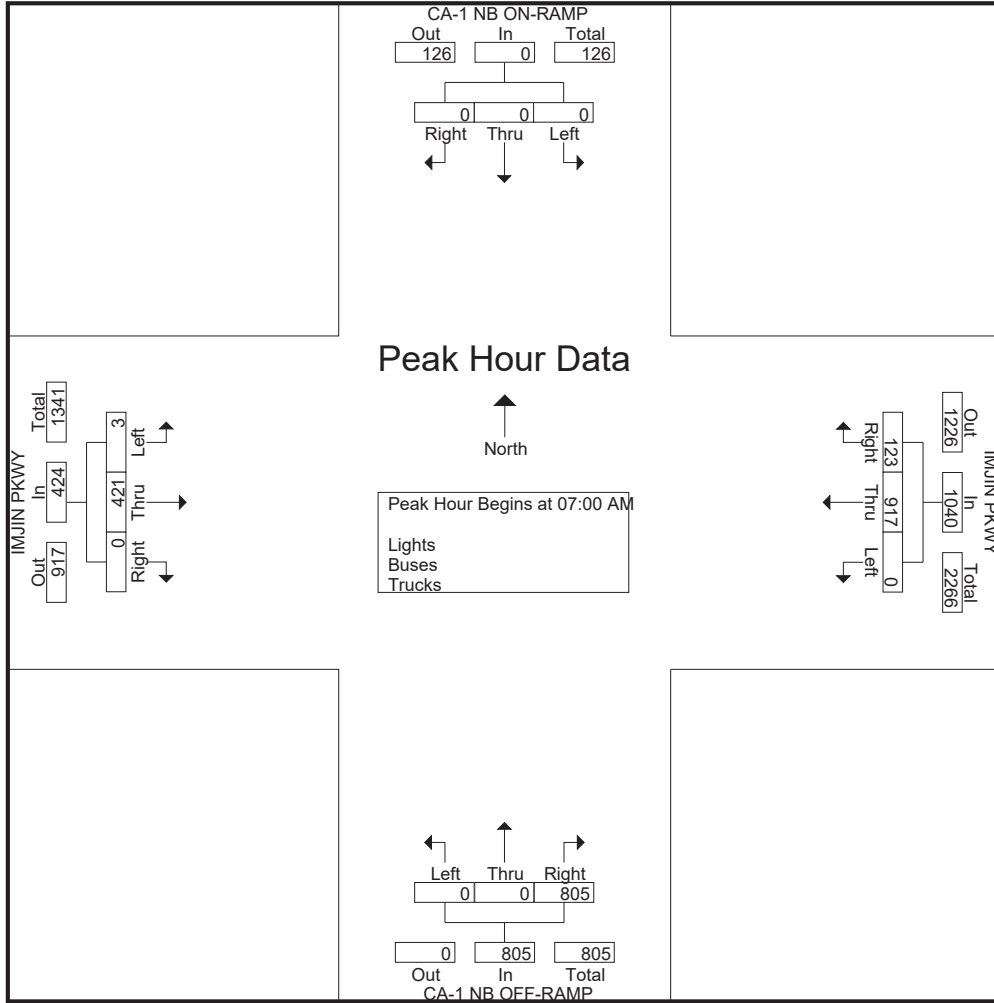 CA-1 NB ON-RAMP
Out In Total
126 0 126
0 0 0
Right Thru Left
Peak Hour Data
North
Peak Hour Begins at 07:00 AM
Lights
Buses
Trucks
IMJIN PKWY
Out In Total
917 424 1341
Right Thru Left
0 421 3
IMJIN PKWY
Out In Total
1226 1040 2266
Right Thru Left
123 917 0
Left Thru Right
0 0 805
0 805 805
Out In Total
CA-1 NB OFF-RAMP